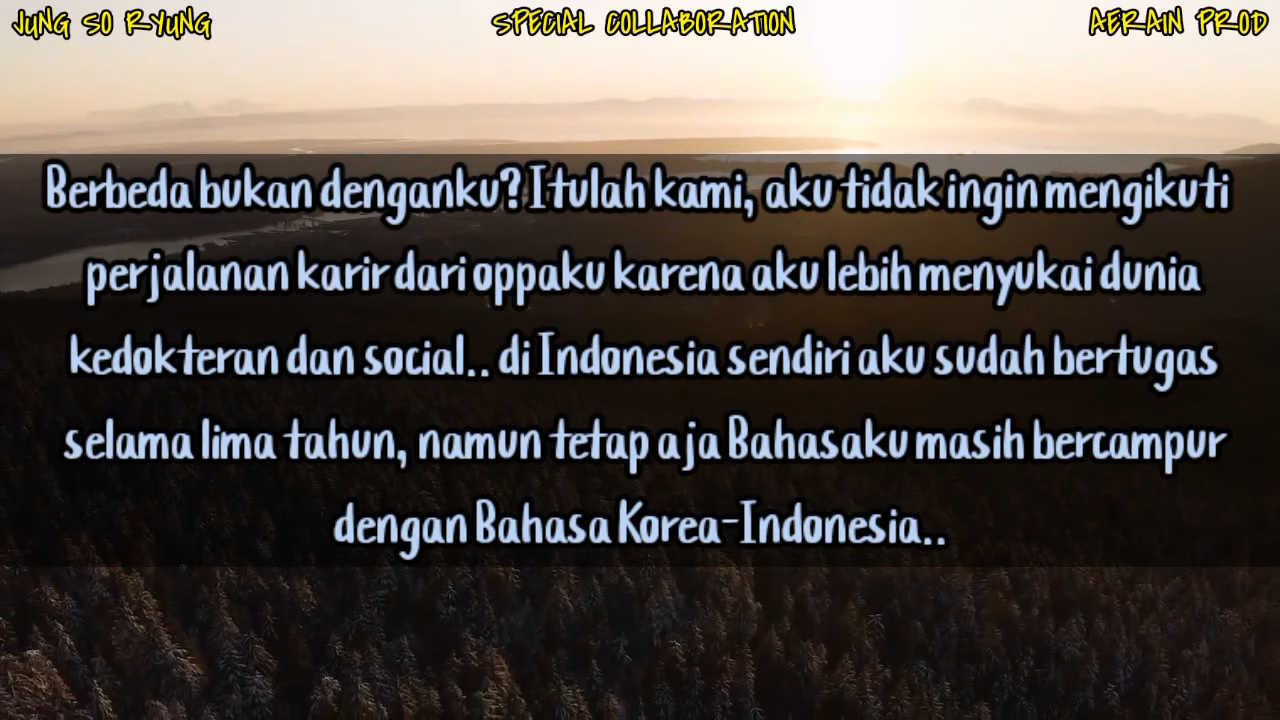 JUNG SO RYUNG
SPECIAL COLLABORATION
AERAIN PROD
Berbeda bukan denganku? Itulah kami, aku tidak ingin mengikuti
perjalanan karir dari oppaku karena aku lebih menyukai dunia
kedokteran dan social.. di Indonesia sendiri aku sudah bertugas
selama lima tahun, namun tetap aja Bahasaku masih bercampur
dengan Bahasa Korea-Indonesia..